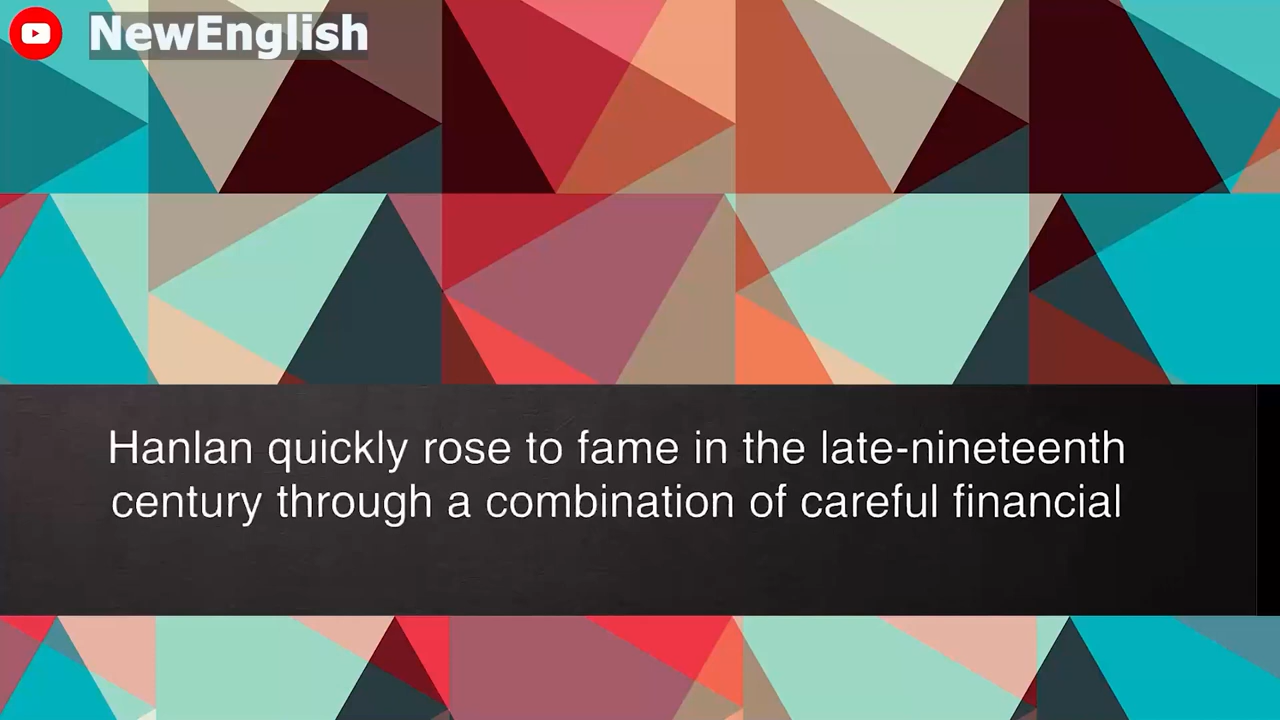 NewEnglish
Hanlan quickly rose to fame in the late-nineteenth
century through a combination of careful financial